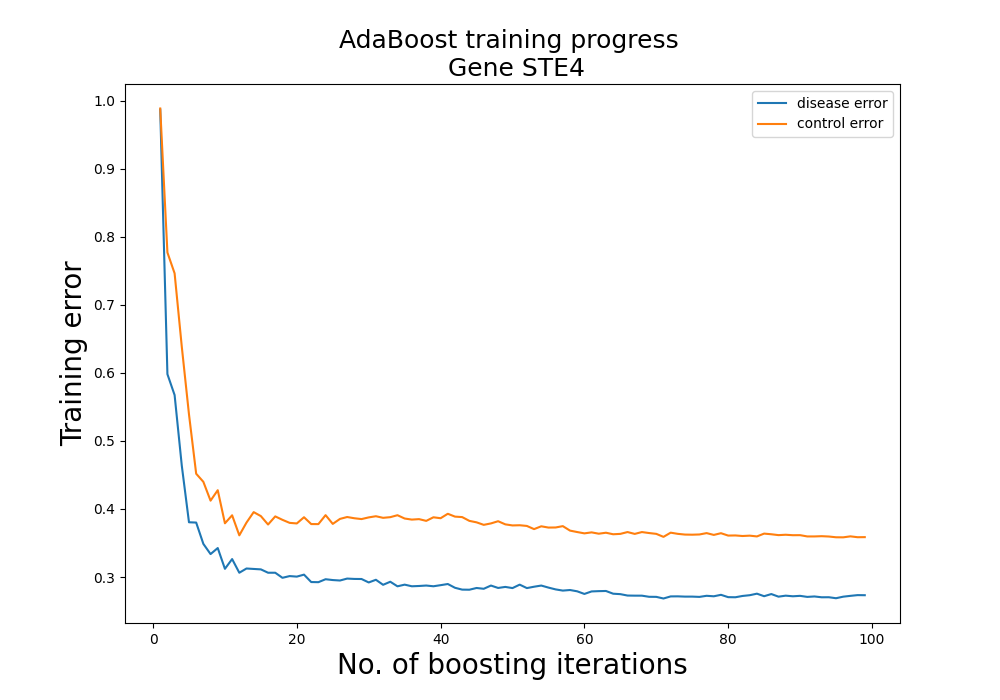 AdaBoost training progress
Gene STE4
disease error
control error
Training error
1.0
0.9
0.8
0.7
0.6
0.5
0.4
0.3
0 20 40 60 80 100
No. of boosting iterations